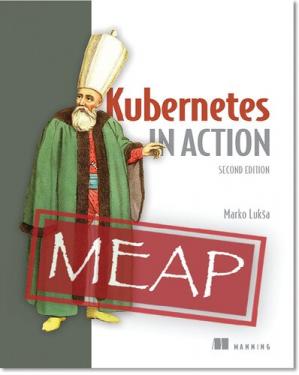 Kubernetes
IN ACTION
SECOND EDITION
Marko Lukša
MEAP
MANNING